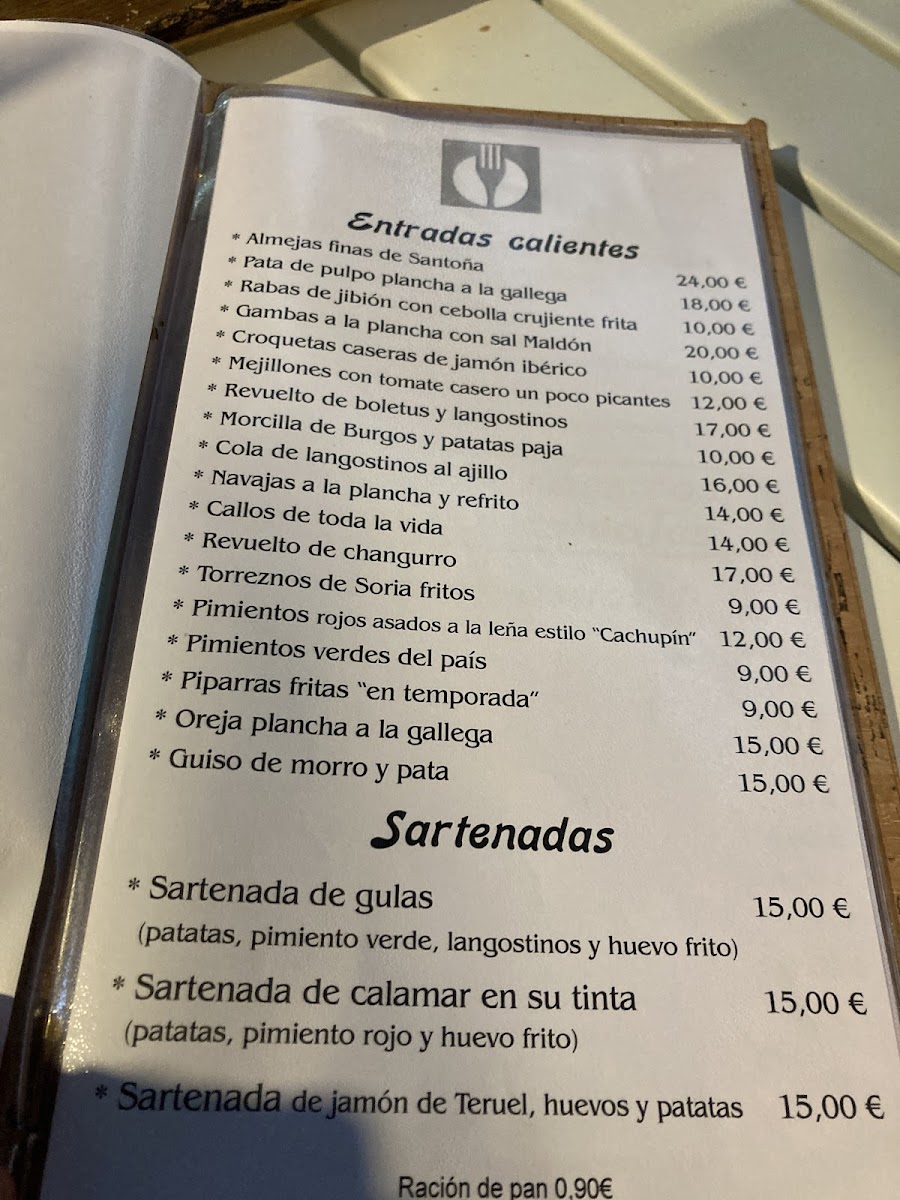 Entradas calientes
* Almejas finas de Santoña 24,00 €
* Pata de pulpo plancha a la gallega 18,00 €
* Rabas de jibión con cebolla crujiente frita 10,00 €
* Gambas a la plancha con sal Maldón 20,00 €
* Croquetas caseras de jamón ibérico 10,00 €
* Mejillones con tomate casero un poco picantes 12,00 €
* Revuelto de boletus y langostinos 17,00 €
* Morcilla de Burgos y patatas paja 10,00 €
* Cola de langostinos al ajillo 16,00 €
* Navajas a la plancha y refrito 14,00 €
* Callos de toda la vida 14,00 €
* Revuelto de changurro 17,00 €
* Torreznos de Soria fritos 9,00 €
* Pimientos rojos asados a la leña estilo “Cachupín” 12,00 €
* Pimientos verdes del país 9,00 €
* Piparras fritas “en temporada” 9,00 €
* Oreja plancha a la gallega 15,00 €
* Guiso de morro y pata 15,00 €
Sartenadas
* Sartenada de gulas 15,00 €
(patatas, pimiento verde, langostinos y huevo frito)
* Sartenada de calamar en su tinta 15,00 €
(patatas, pimiento rojo y huevo frito)
* Sartenada de jamón de Teruel, huevos y patatas 15,00 €
Ración de pan 0,90€